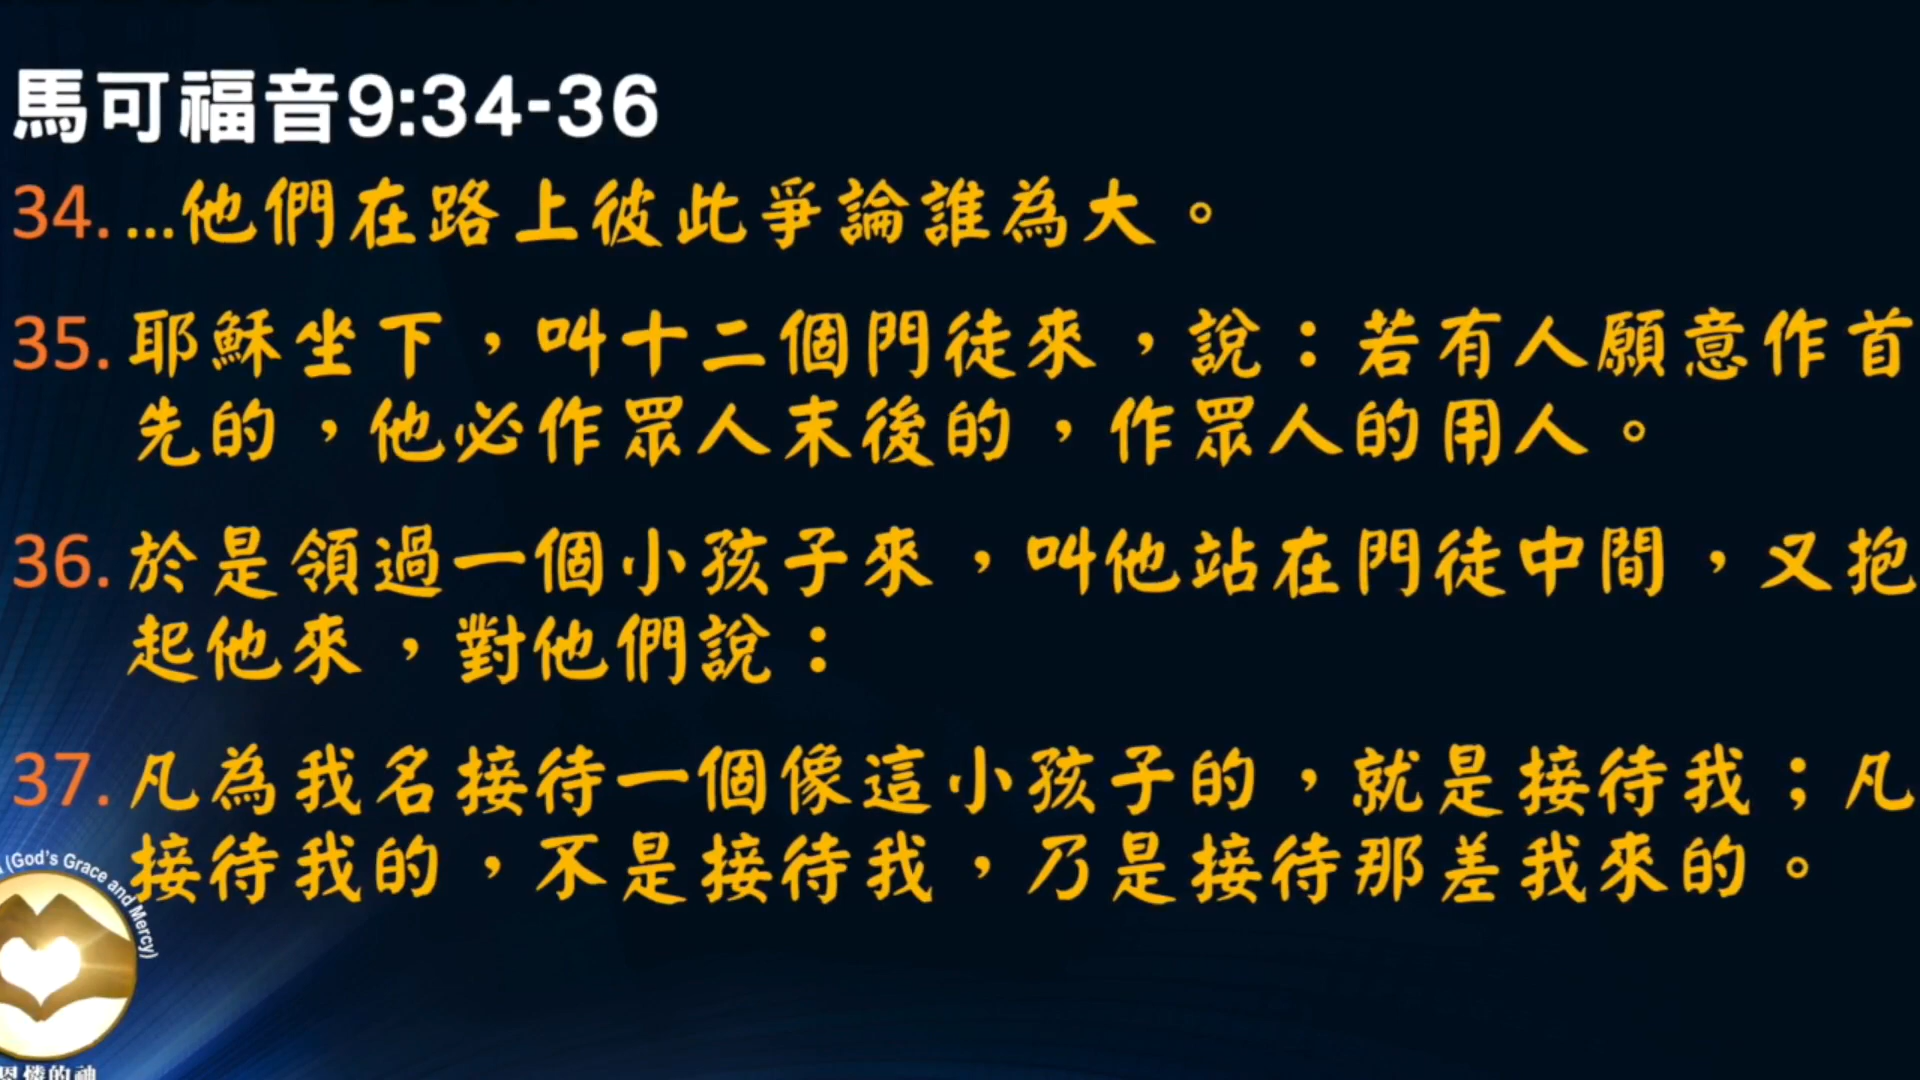 馬可福音9:34-36
34. …他們在路上彼此爭論誰為大。
35. 耶穌坐下，叫十二個門徒來，說：若有人願意作首
先的，他必作眾人末後的，作眾人的用人。
36. 於是領過一個小孩子來，叫他站在門徒中間，又抱
起他來，對他們說：
37. 凡為我名接待一個像這小孩子的，就是接待我；凡
接待我的，不是接待我，乃是接待那差我來的。
(God's Grace and Mercy)
恩憐的神